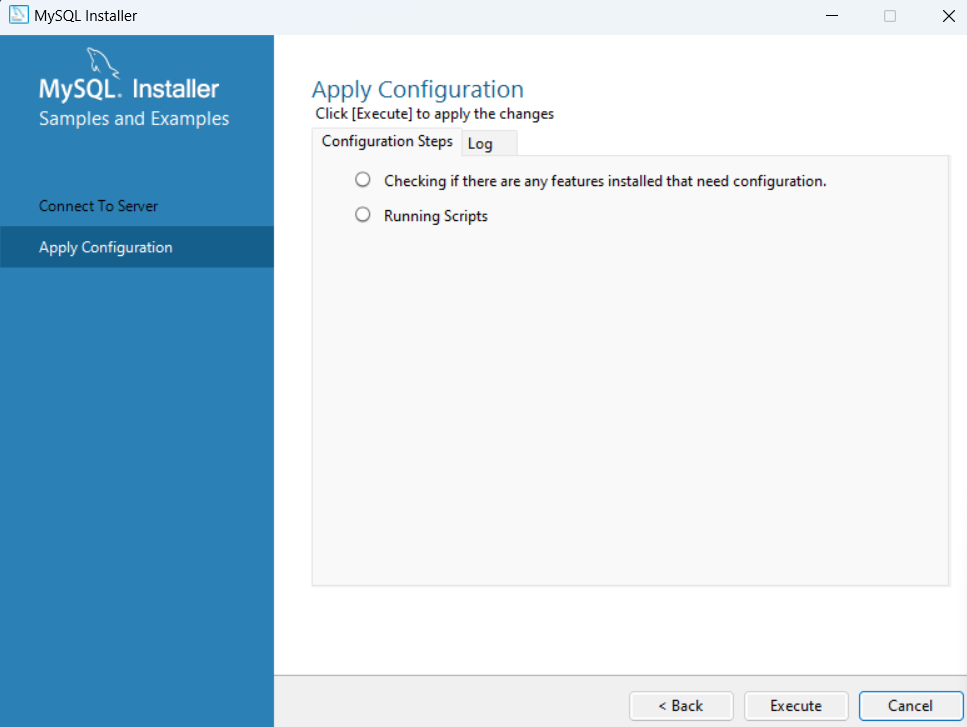 MySQL Installer
MySQL. Installer
Samples and Examples
Connect To Server
Apply Configuration
Apply Configuration
Click [Execute] to apply the changes
Configuration Steps
Log
Checking if there are any features installed that need configuration.
Running Scripts
< Back
Execute
Cancel